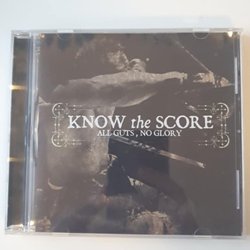 KNOW the SCORE
ALL GUTS, NO GLORY